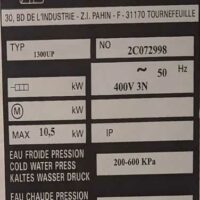 30, BD DE L'INDUSTRIE - Z.I. PAHIN - F - 31170 TOURNEFEUILLE
TYP 1300UP NO 2C072998
kW 400V 3N ~ 50 Hz
M kW
MAX 10,5 kW IP
EAU FROIDE PRESSION
COLD WATER PRESS 200-600 KPa
KALTES WASSER DRUCK
EAU CHAUDE PRESSION